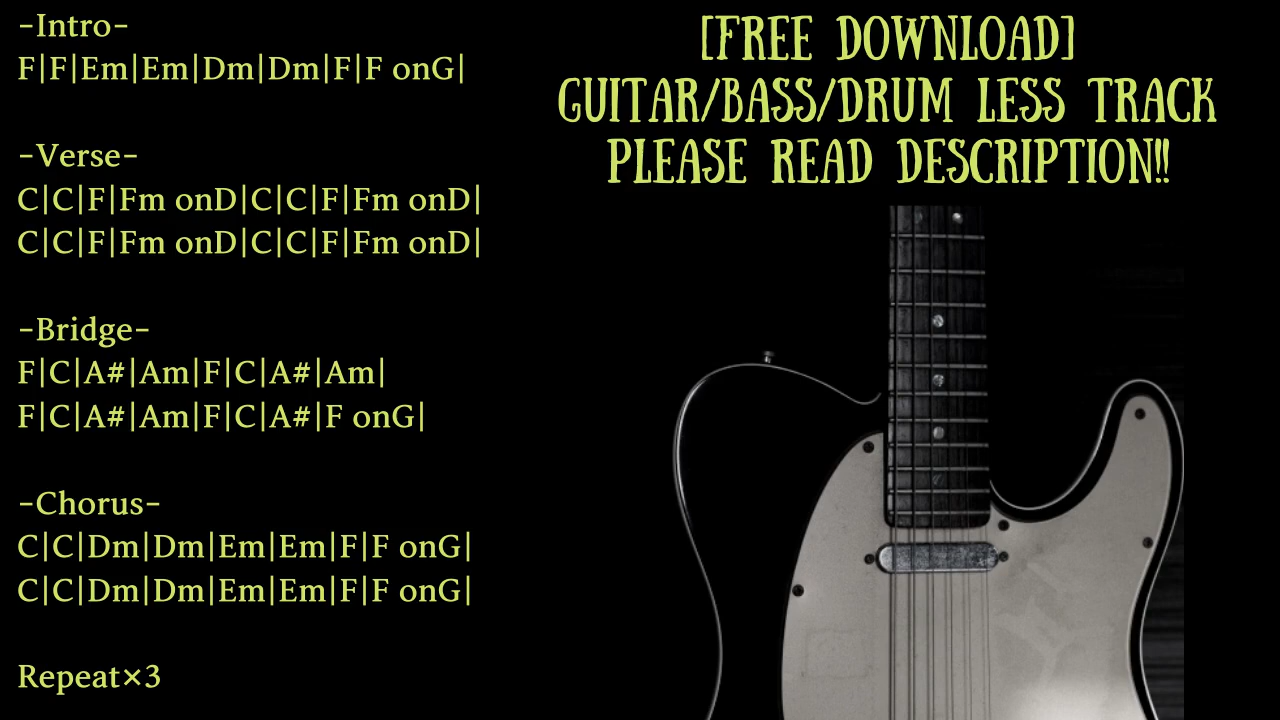 -Intro-
F|F|Em|Em|Dm|Dm|F|F onG|
-Verse-
C|C|F|Fm onD|C|C|F|Fm onD|
C|C|F|Fm onD|C|C|F|Fm onD|
-Bridge-
F|C|A#|Am|F|C|A#|Am|
F|C|A#|Am|F|C|A#|F onG|
-Chorus-
C|C|Dm|Dm|Em|Em|F|F onG|
C|C|Dm|Dm|Em|Em|F|F onG|
Repeat×3
[FREE DOWNLOAD]
GUITAR/BASS/DRUM LESS TRACK
PLEASE READ DESCRIPTION!!